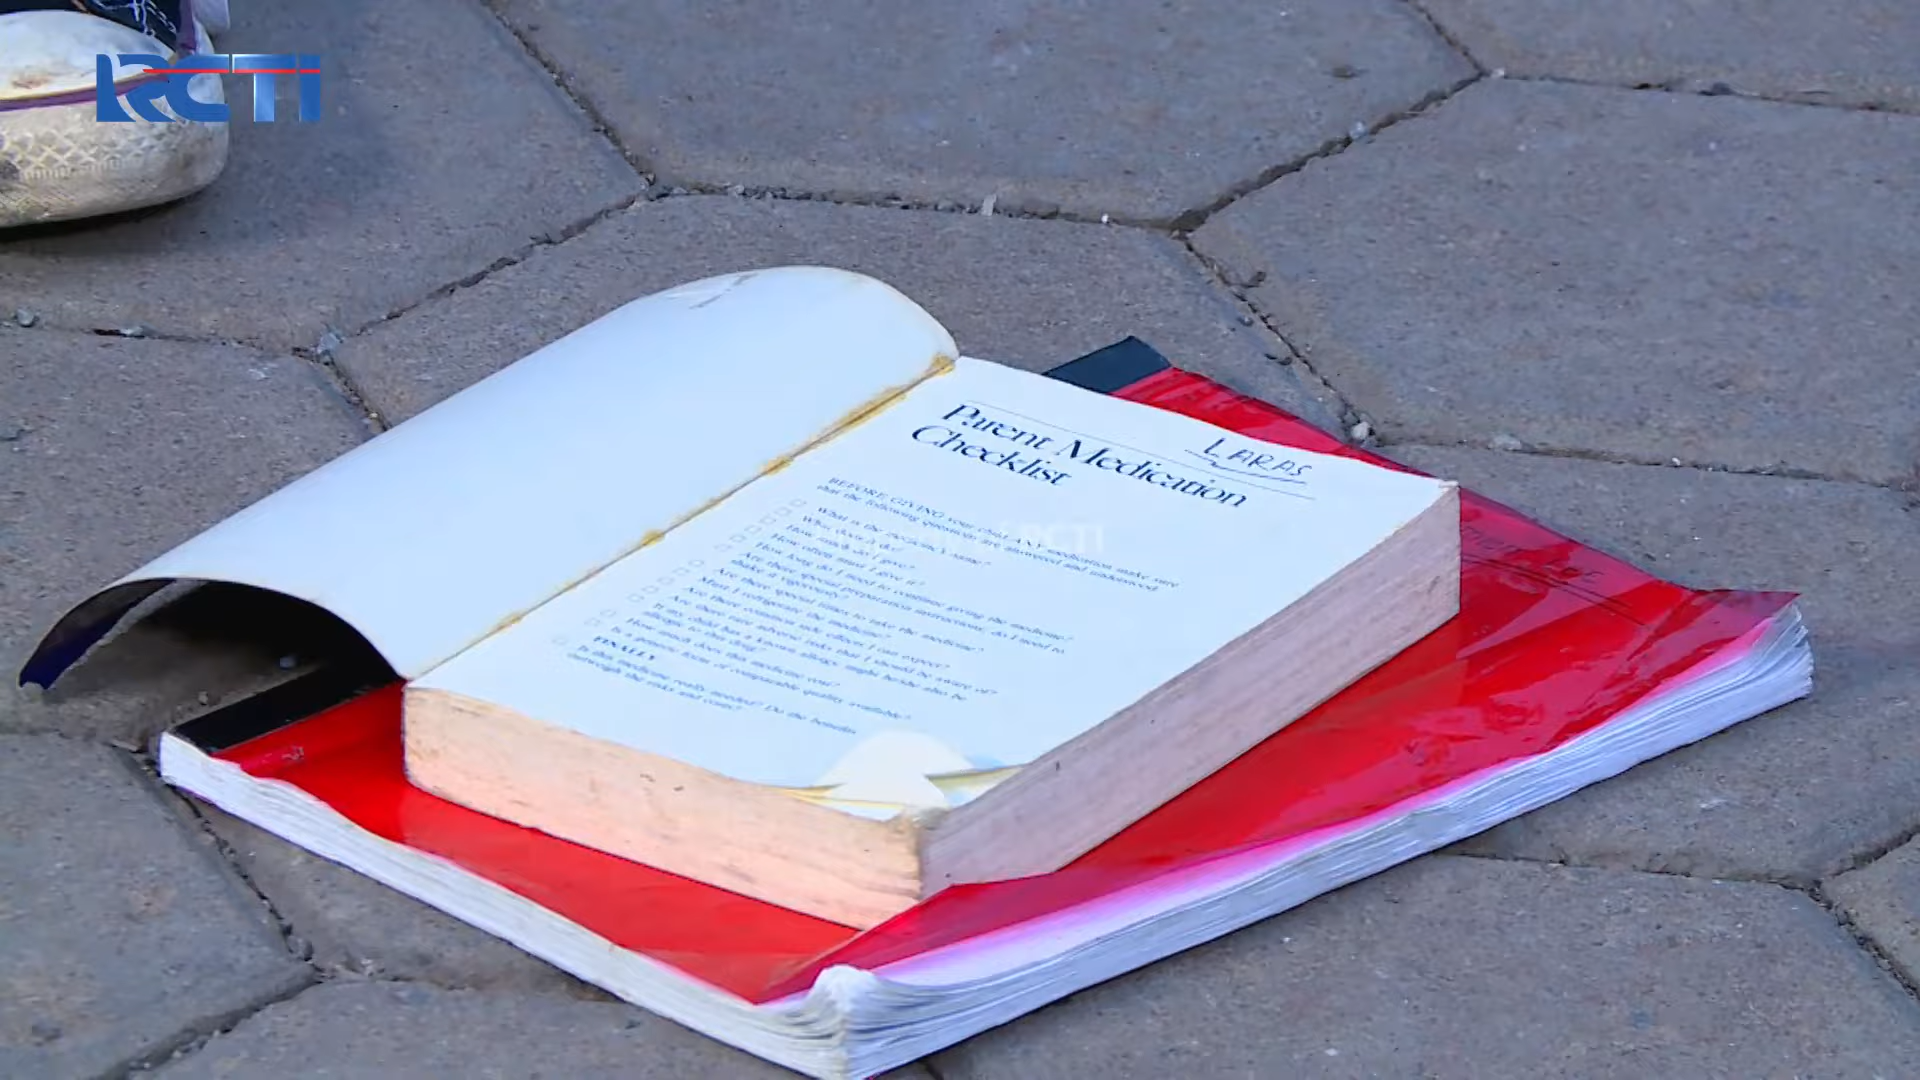 RCTI
LARAS
Parent Medication
Checklist
BEFORE GIVING your child ANY medication make sure
that the following questions are answered and understood
What is the medicine's name?
What does it do?
How much do I give?
How often must I give it?
How long do I need to continue giving the medicine?
Are there special preparation instructions; do I need to
shake it vigorously?
Are there special times to take the medicine?
Must I refrigerate the medicine?
Are there common side effects I can expect?
Are there rare adverse risks that I should be aware of?
If my child has a known allergy, might he/she also be
allergic to this drug?
How much does this medicine cost?
Is a generic form of comparable quality available?
FINALLY
Is this medicine really needed? Do the benefits
outweigh the risks and costs?
RCTI